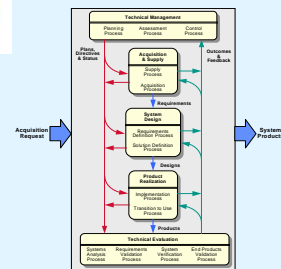 Technical Management
Planning Process
Assessment Process
Control Process
Plans, Directives & Status
Outcomes & Feedback
Acquisition & Supply
Supply Process
Acquisition Process
Requirements
System Design
Requirements Definition Process
Solution Definition Process
Acquisition Request
System Products
Designs
Product Realization
Implementation Process
Transition to Use Process
Products
Technical Evaluation
Systems Analysis Process
Requirements Validation Process
System Verification Process
End Products Validation Process